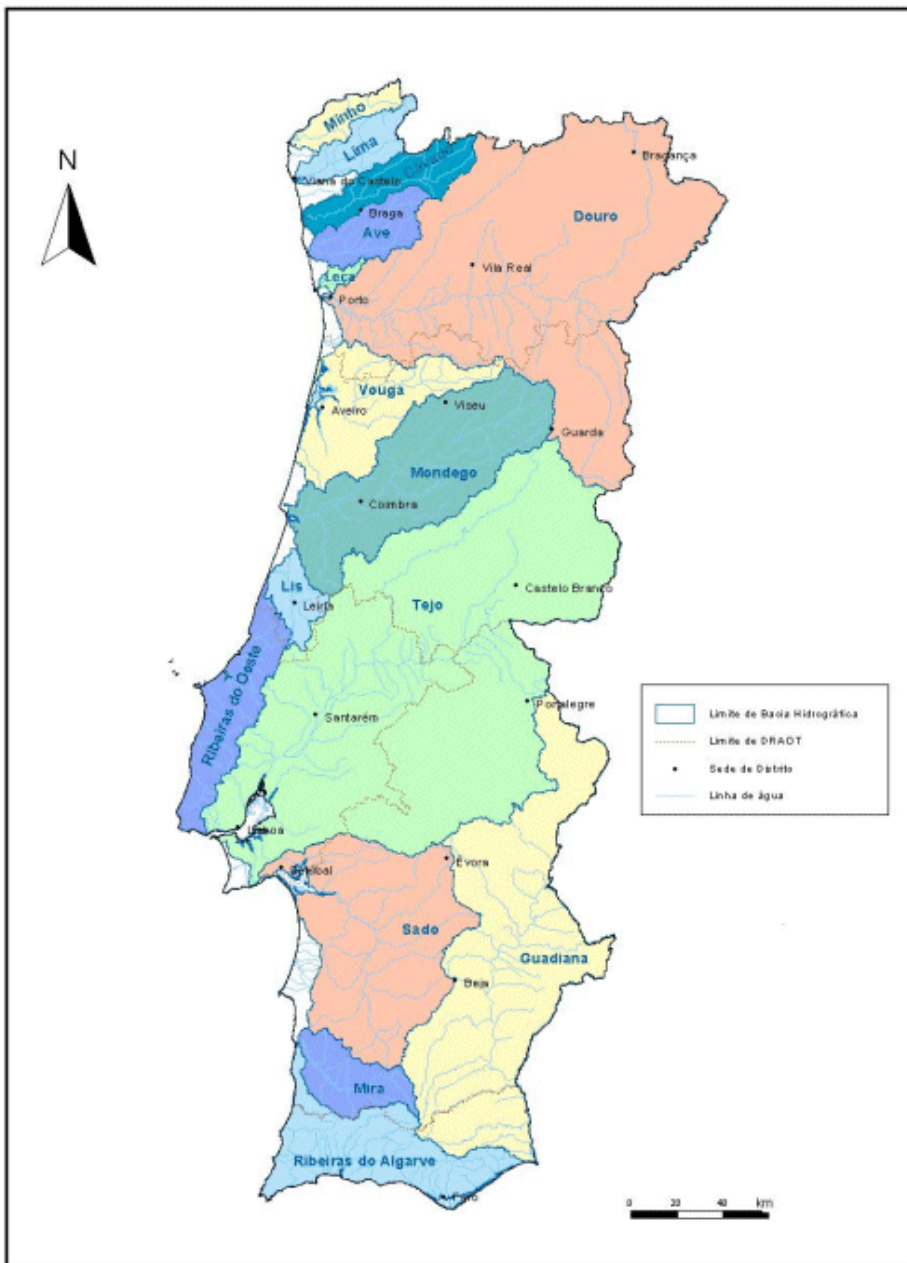 Minho
Lima
N
Cávado
Viana do Castelo
Bragança
Braga
Ave
Douro
Vila Real
Leça
Porto
Vouga
Viseu
Aveiro
Guarda
Mondego
Coimbra
Lis
Castelo Branco
Leiria
Tejo
Ribeiras do Oeste
Portalegre
Santarém
Limite de Bacia Hidrográfica
Limite de DRAOT
Sede de Distrito
Linha de água
Lisboa
Évora
Setúbal
Sado
Guadiana
Beja
Mira
Ribeiras do Algarve
Faro
0 20 40 km